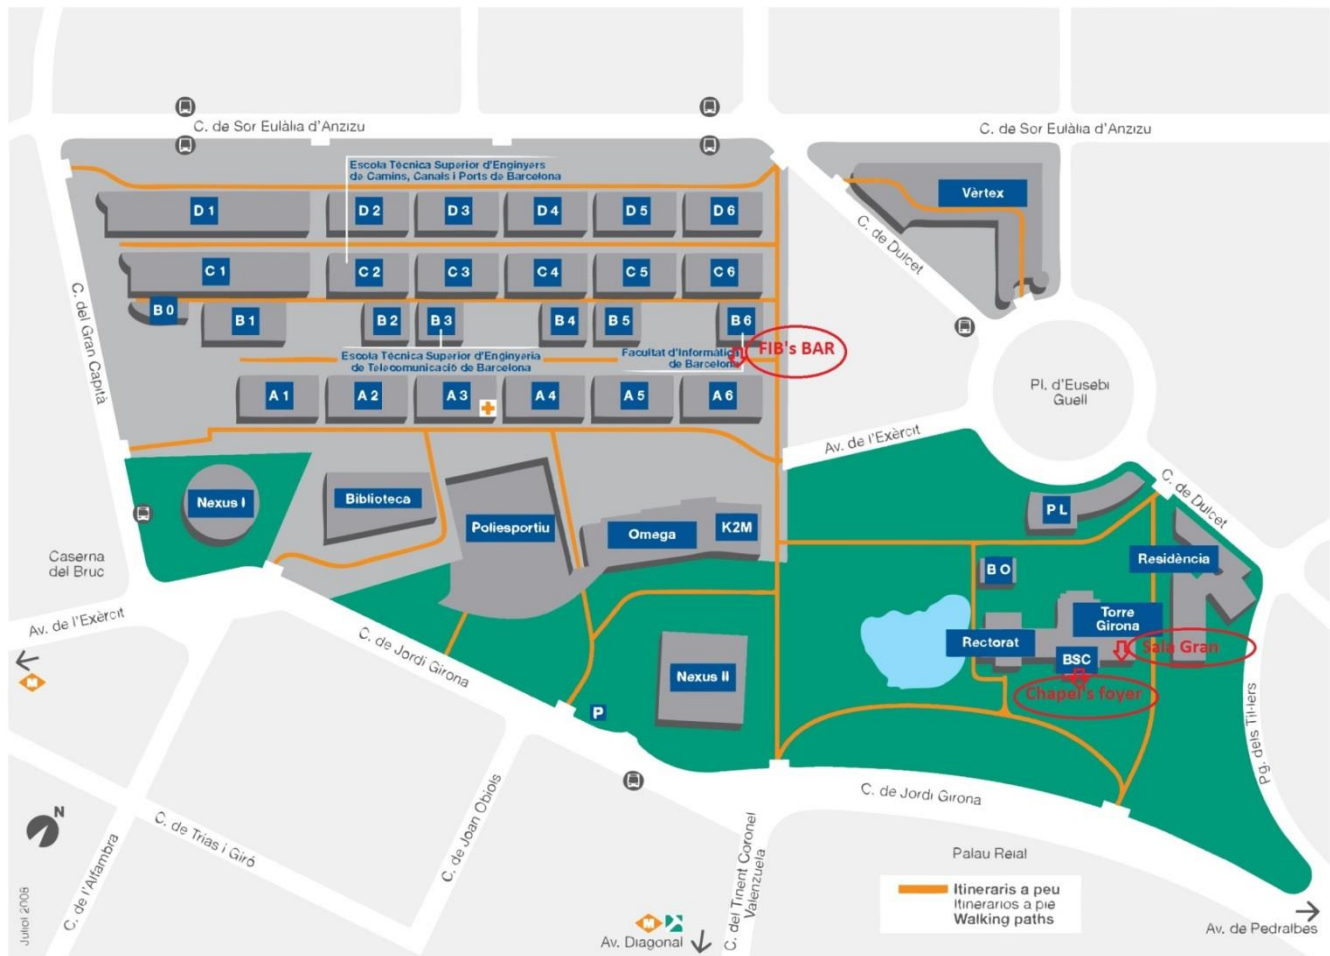 C. de Sor Eulàlia d'Anzizu
C. de Sor Eulàlia d'Anzizu
Escola Tècnica Superior d'Enginyers
de Camins, Canals i Ports de Barcelona
Vèrtex
D 1
D 2
D 3
D 4
D 5
D 6
C. de Dulcet
C 1
C 2
C 3
C 4
C 5
C 6
C. del Gran Capità
B 0
B 1
B 2
B 3
B 4
B 5
B 6
FIB's BAR
Escola Tècnica Superior d'Enginyeria
de Telecomunicació de Barcelona
Facultat d'Informàtica
de Barcelona
Pl. d'Eusebi
Guell
A 1
A 2
A 3
A 4
A 5
A 6
Av. de l'Exèrcit
C. de Dulcet
Nexus I
Biblioteca
Poliesportiu
Omega
K2M
P L
Residència
Caserna
del Bruc
B O
Av. de l'Exèrcit
Torre
Girona
Rectorat
BSC
Sala Gran
C. de Jordi Girona
Nexus II
Chapel's foyer
M
P
Pg. dels Til·lers
C. de Jordi Girona
N
C. de Trias i Giró
C. de Joan Obiols
C. de l'Alfambra
C. del Tinent Coronel
Valenzuela
Palau Reial
Itineraris a peu
Itinerarios a pie
Walking paths
Juliol 2008
M
Av. Diagonal
Av. de Pedralbes